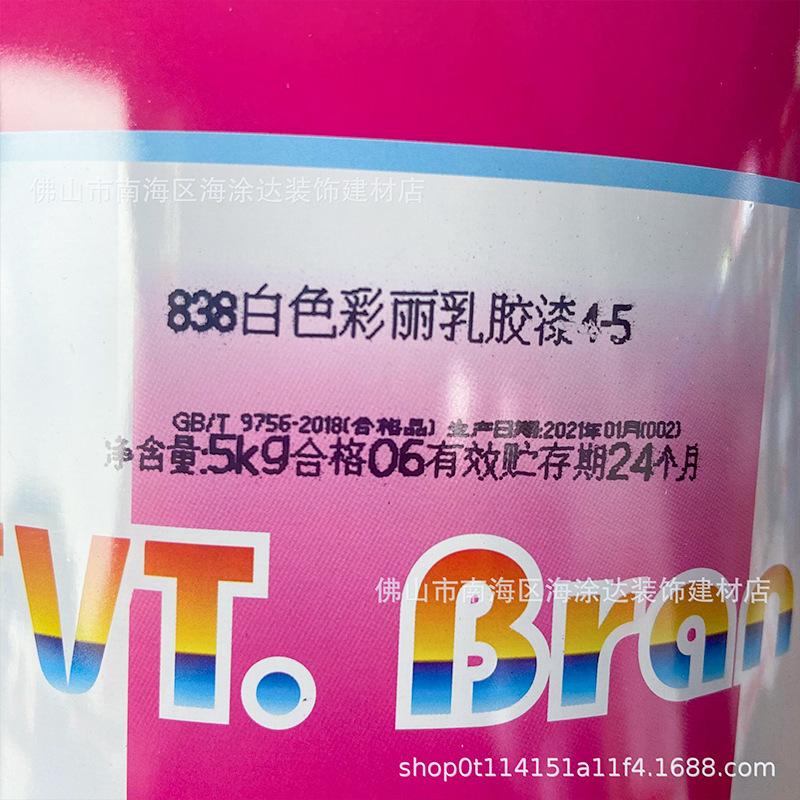 佛山市南海区海涂达装饰建材店
838白色彩丽乳胶漆4-5
GB/T 9756-2018(合格品) 生产日期:2021年01月(002)
净含量:5kg合格06有效贮存期24个月
VT. Bran
佛山市南海区海涂达装饰建材店
shop0t114151a11f4.1688.com